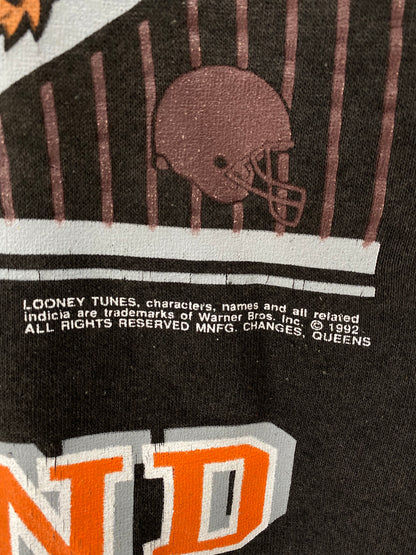 LOONEY TUNES, characters, names and all related
indicia are trademarks of Warner Bros. Inc. © 1992
ALL RIGHTS RESERVED MNFG. CHANGES, QUEENS
ND